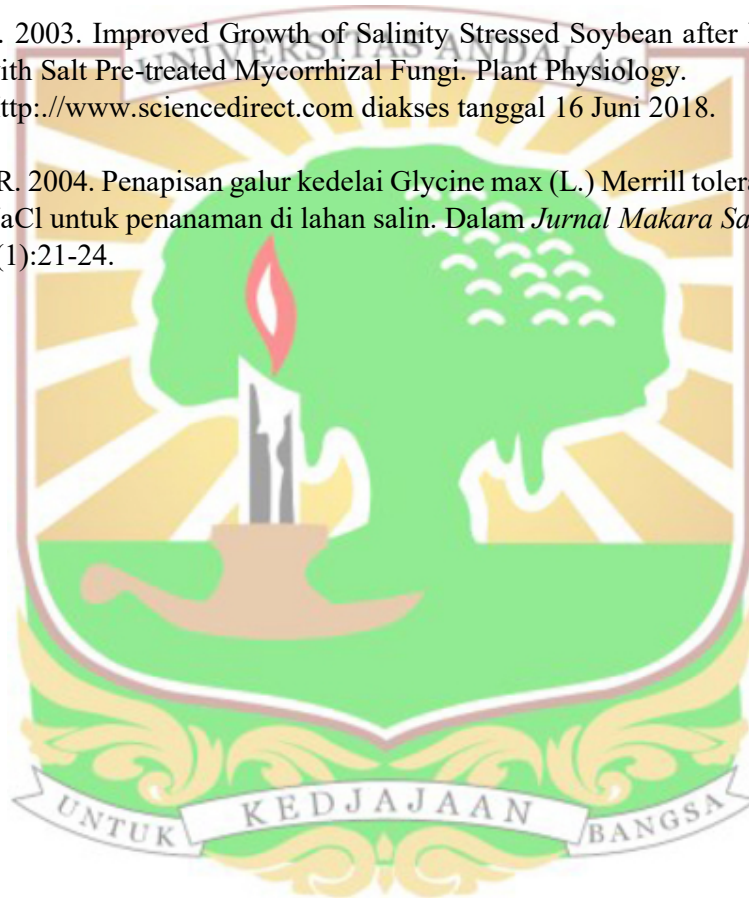 . 2003. Improved Growth of Salinity Stressed Soybean after
UNIVERSITAS ANDALAS
ith Salt Pre-treated Mycorrhizal Fungi. Plant Physiology.
ttp:.//www.sciencedirect.com diakses tanggal 16 Juni 2018.
R. 2004. Penapisan galur kedelai Glycine max (L.) Merrill tolera
NaCl untuk penanaman di lahan salin. Dalam Jurnal Makara Sa
(1):21-24.
UNTUK KEDJAJAAN BANGSA